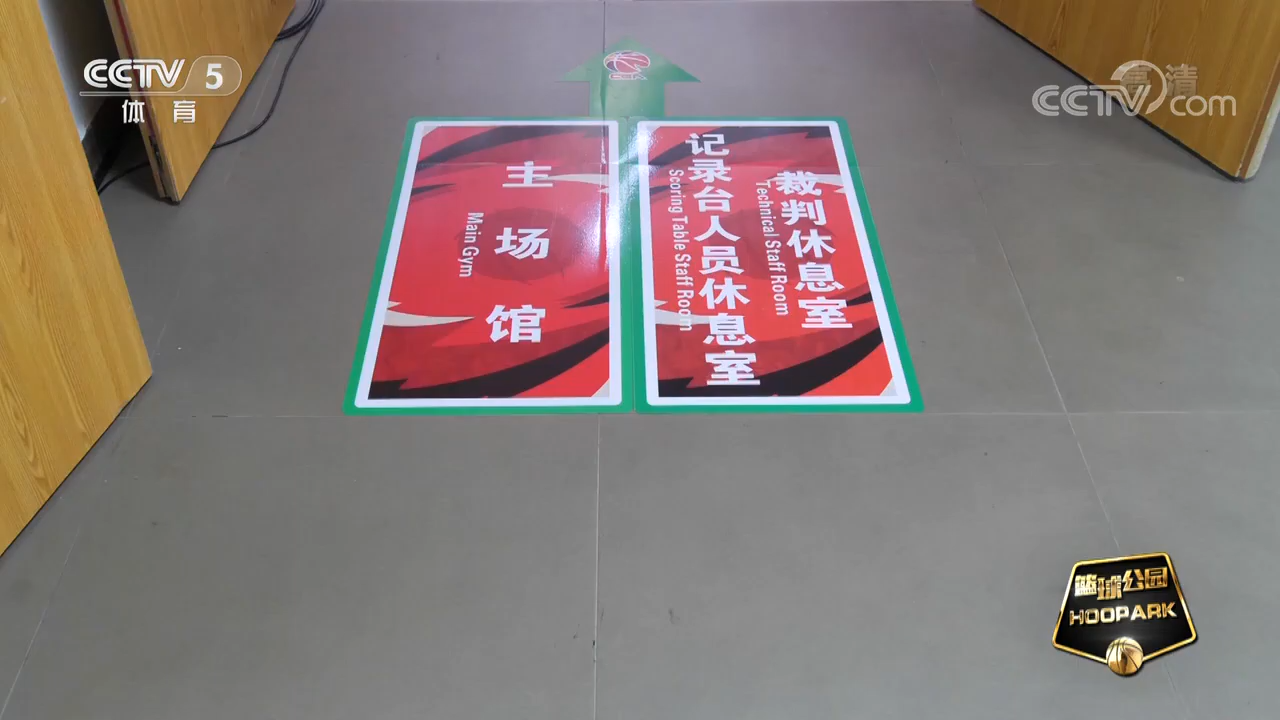 CCTV 5
体育
高清
CCTV.com
主场馆
Main Gym
裁判休息室
Technical Staff Room
记录台人员休息室
Scoring Table Staff Room
篮球公园
HOOPARK